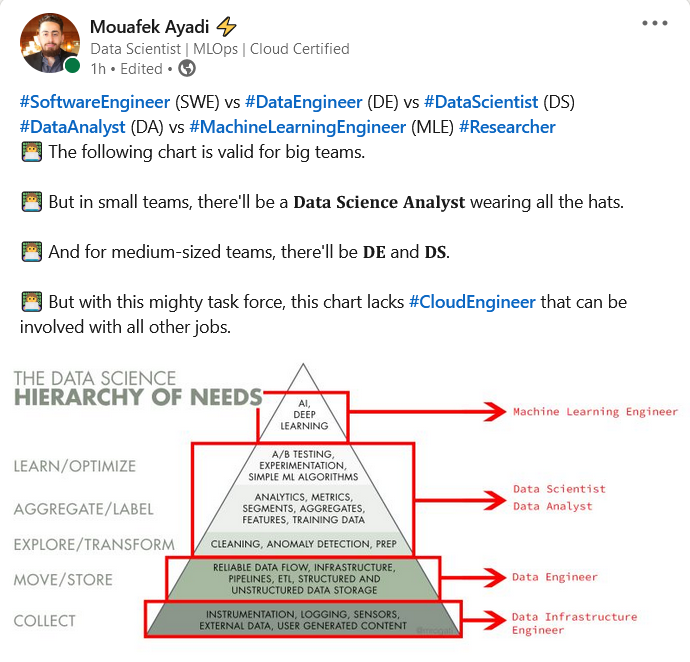 Mouafek Ayadi ⚡
Data Scientist | MLOps | Cloud Certified
1h • Edited •
#SoftwareEngineer (SWE) vs #DataEngineer (DE) vs #DataScientist (DS)
#DataAnalyst (DA) vs #MachineLearningEngineer (MLE) #Researcher
👨‍💻 The following chart is valid for big teams.
👨‍💻 But in small teams, there'll be a Data Science Analyst wearing all the hats.
👨‍💻 And for medium-sized teams, there'll be DE and DS.
👨‍💻 But with this mighty task force, this chart lacks #CloudEngineer that can be
involved with all other jobs.
THE DATA SCIENCE
HIERARCHY OF NEEDS
AI,
DEEP
LEARNING
Machine Learning Engineer
LEARN/OPTIMIZE
A/B TESTING,
EXPERIMENTATION,
SIMPLE ML ALGORITHMS
AGGREGATE/LABEL
ANALYTICS, METRICS,
SEGMENTS, AGGREGATES,
FEATURES, TRAINING DATA
Data Scientist
Data Analyst
EXPLORE/TRANSFORM
CLEANING, ANOMALY DETECTION, PREP
MOVE/STORE
RELIABLE DATA FLOW, INFRASTRUCTURE,
PIPELINES, ETL, STRUCTURED AND
UNSTRUCTURED DATA STORAGE
Data Engineer
COLLECT
INSTRUMENTATION, LOGGING, SENSORS,
EXTERNAL DATA, USER GENERATED CONTENT
Data Infrastructure
Engineer